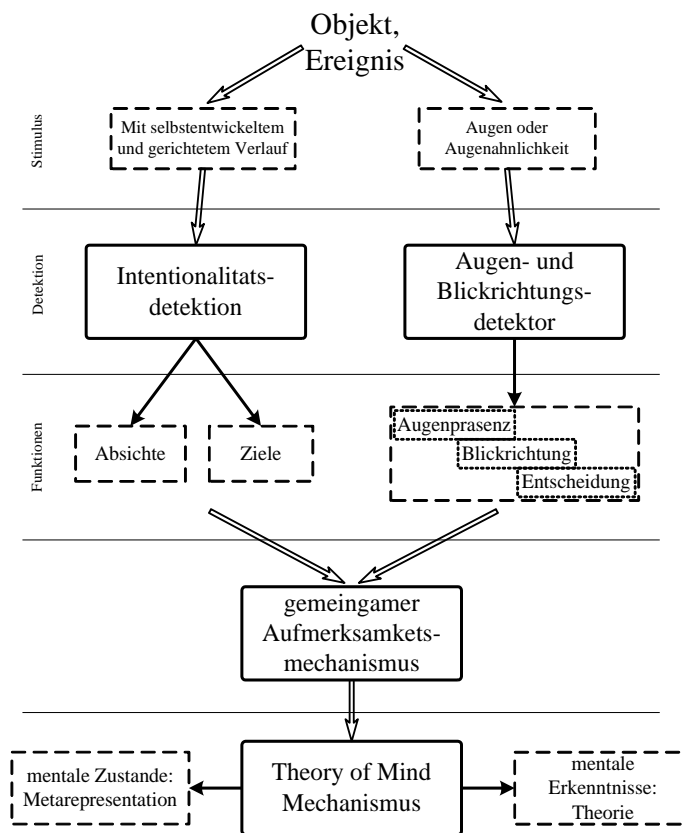 Objekt,
Ereignis
Stimulus
Mit selbstentwickeltem
und gerichtetem Verlauf
Augen oder
Augenahnlichkeit
Detektion
Intentionalitats-
detektion
Augen- und
Blickrichtungs-
detektor
Funktionen
Absichte
Ziele
Augenprasenz
Blickrichtung
Entscheidung
gemeingamer
Aufmerksamkets-
mechanismus
mentale Zustande:
Metarepresentation
Theory of Mind
Mechanismus
mentale
Erkenntnisse:
Theorie